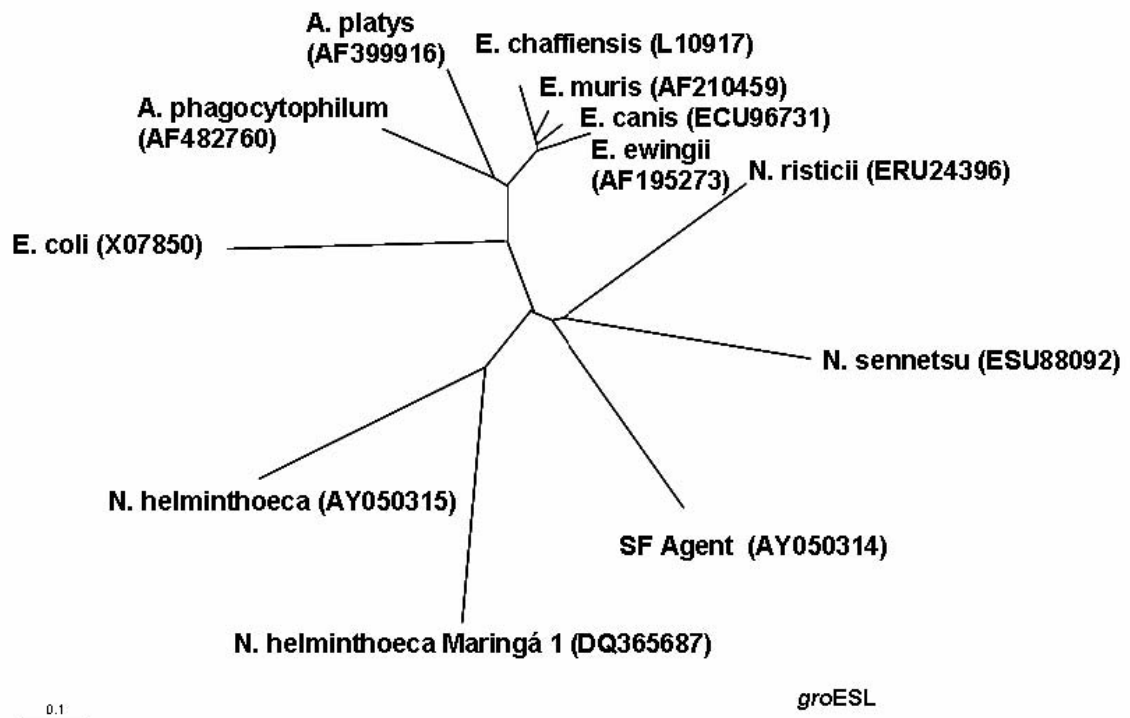 A. platys
(AF399916)
E. chaffiensis (L10917)
E. muris (AF210459)
A. phagocytophilum
(AF482760)
E. canis (ECU96731)
E. ewingii
(AF195273)
N. risticii (ERU24396)
E. coli (X07850)
N. sennetsu (ESU88092)
N. helminthoeca (AY050315)
SF Agent (AY050314)
N. helminthoeca Maringá 1 (DQ365687)
groESL
0.1